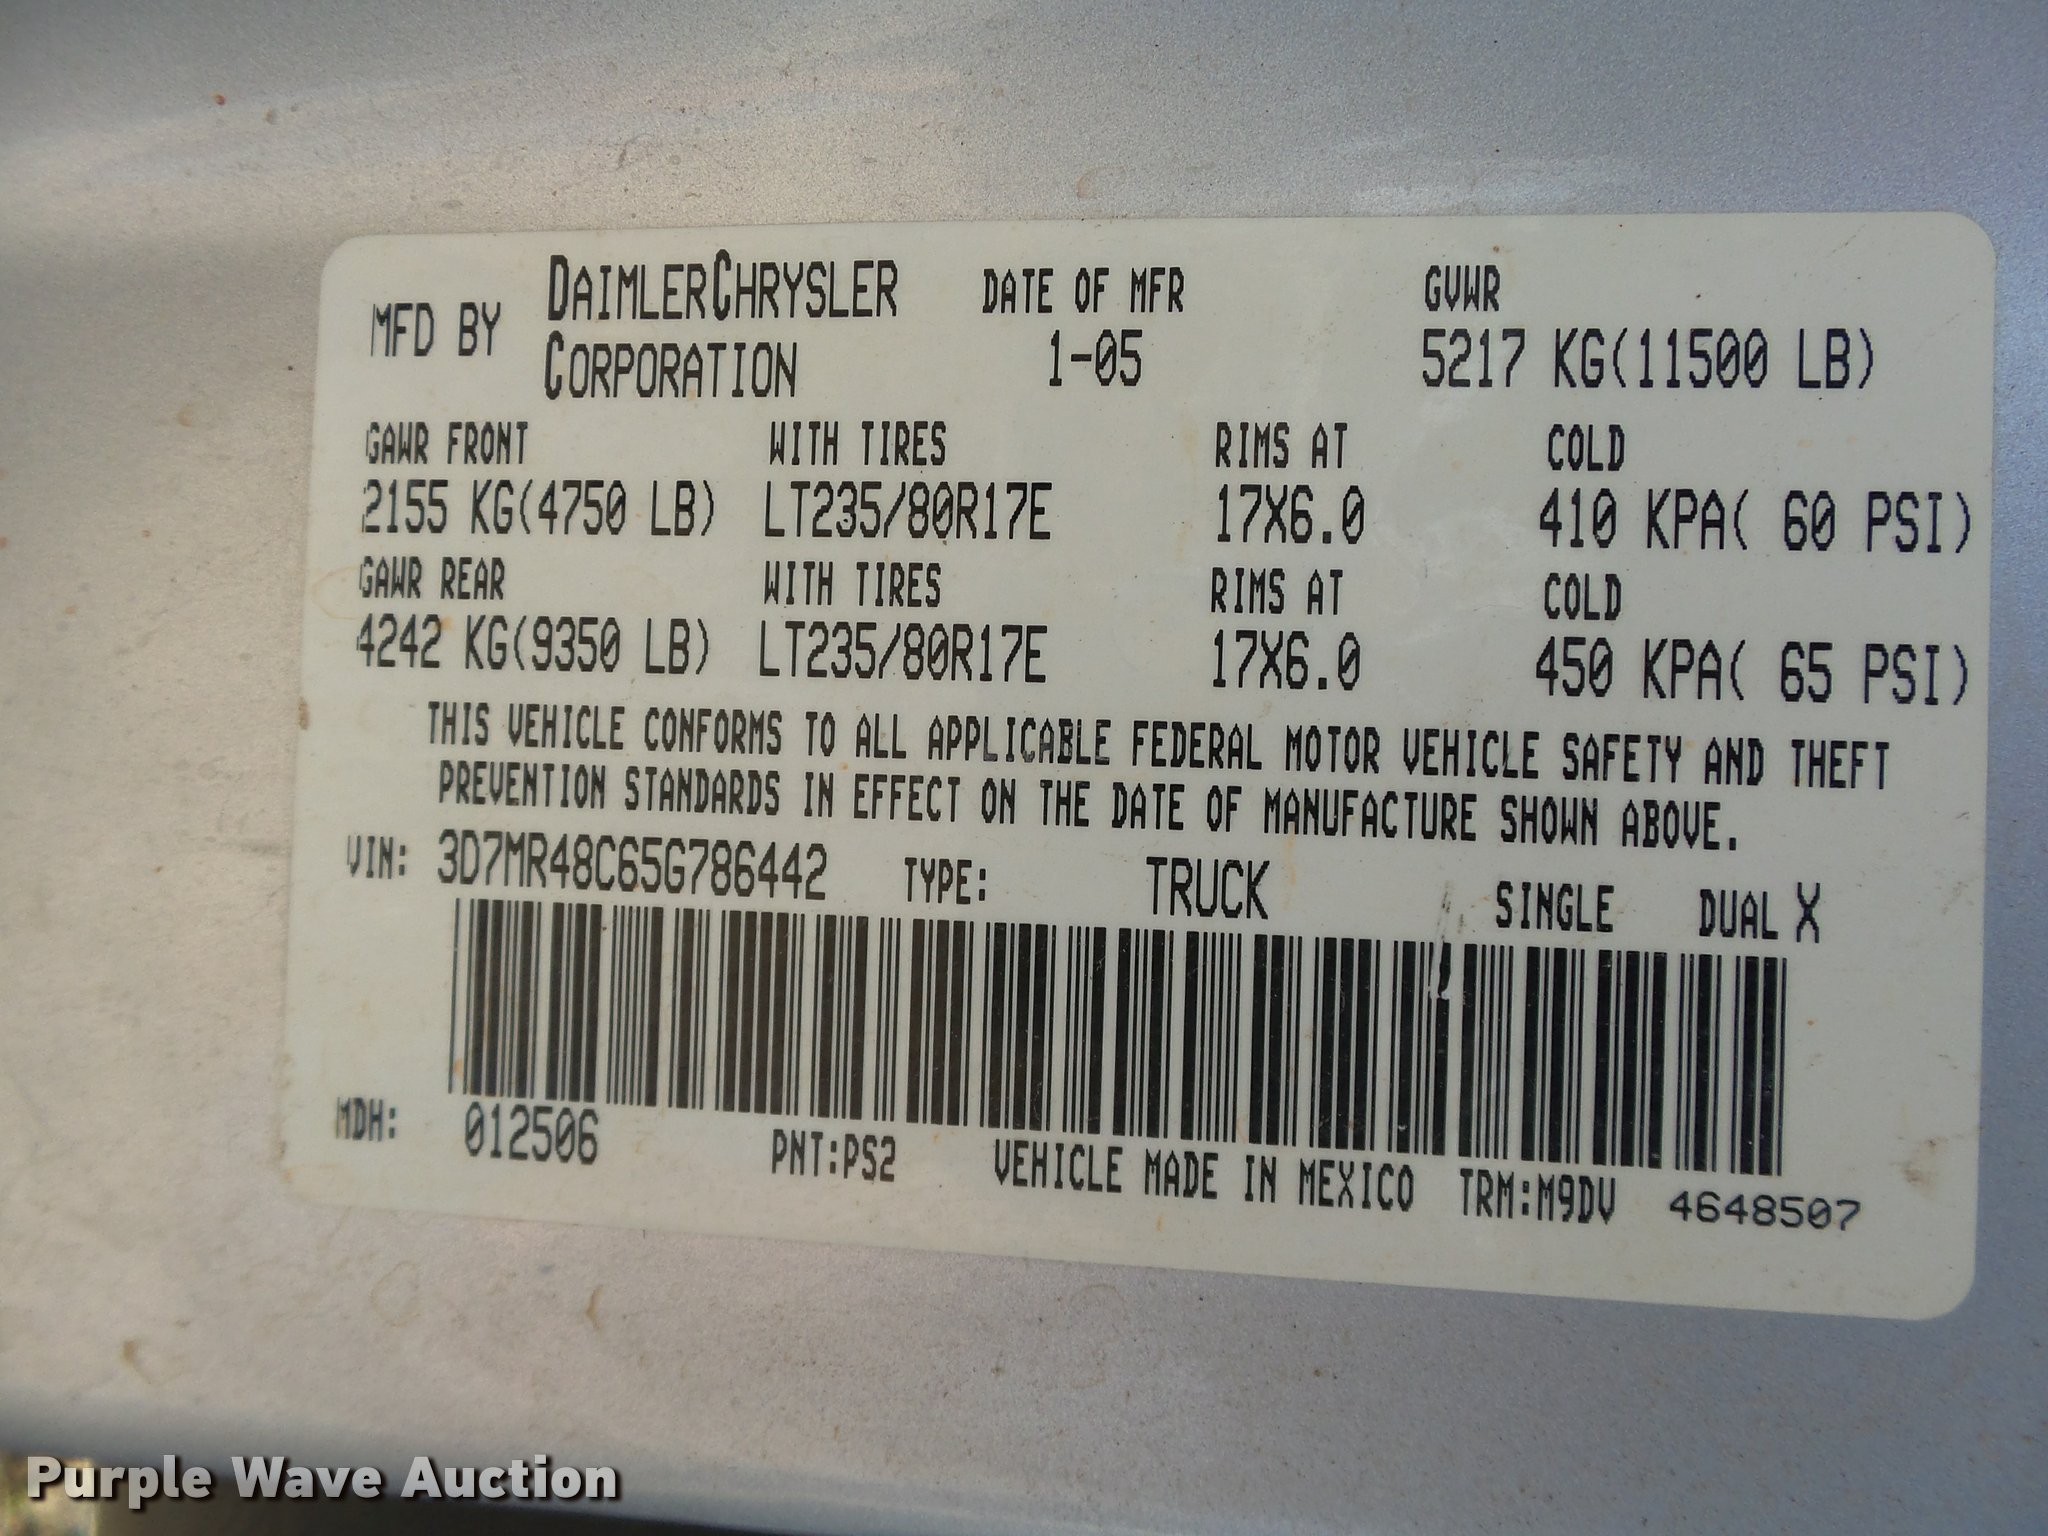 MFD BY DAIMLERCHRYSLER CORPORATION DATE OF MFR 1-05 GVWR 5217 KG(11500 LB)
GAWR FRONT WITH TIRES RIMS AT COLD
2155 KG(4750 LB) LT235/80R17E 17X6.0 410 KPA( 60 PSI)
GAWR REAR WITH TIRES RIMS AT COLD
4242 KG(9350 LB) LT235/80R17E 17X6.0 450 KPA( 65 PSI)
THIS VEHICLE CONFORMS TO ALL APPLICABLE FEDERAL MOTOR VEHICLE SAFETY AND THEFT
PREVENTION STANDARDS IN EFFECT ON THE DATE OF MANUFACTURE SHOWN ABOVE.
VIN: 3D7MR48C65G786442 TYPE: TRUCK SINGLE DUAL X
MDH: 012506 PNT:PS2 VEHICLE MADE IN MEXICO TRM:M9DV 4648507
Purple Wave Auction